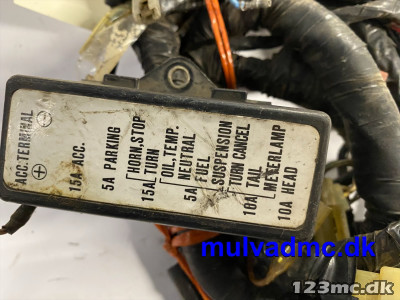 ACC-TERMINAL
⊕ ⊖
15A ACC.
5A PARKING
15A HORN, STOP
TURN
5A OIL, TEMP.
NEUTRAL
FUEL
SUSPENSION
TURN CANCEL
10A TAIL
METERLAMP
10A HEAD
mulvadmc.dk
123mc.dk